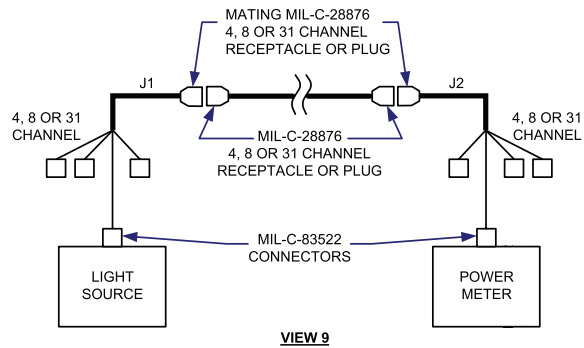 MATING MIL-C-28876
4, 8 OR 31 CHANNEL
RECEPTACLE OR PLUG
J1
J2
4, 8 OR 31
CHANNEL
4, 8 OR 31
CHANNEL
MIL-C-28876
4, 8 OR 31 CHANNEL
RECEPTACLE OR PLUG
MIL-C-83522
CONNECTORS
LIGHT
SOURCE
POWER
METER
VIEW 9